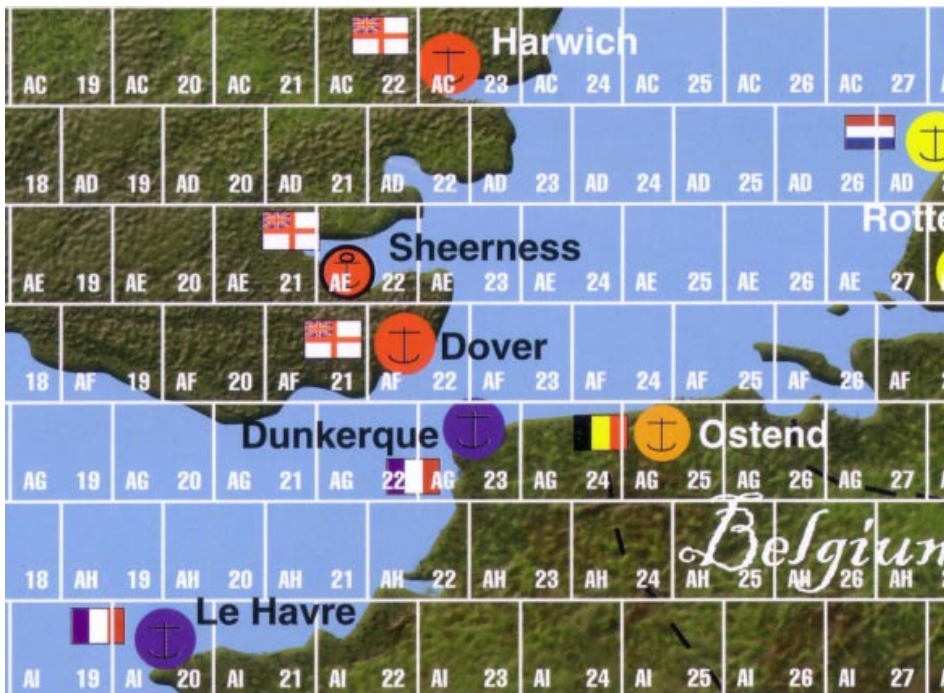 Harwich
AC 19 AC 20 AC 21 AC 22 AC 23 AC 24 AC 25 AC 26 AC 27
18 AD 19 AD 20 AD 21 AD 22 AD 23 AD 24 AD 25 AD 26 AD
Rotte
Sheerness
AE 19 AE 20 AE 21 AE 22 AE 23 AE 24 AE 25 AE 26 AE 27
Dover
18 AF 19 AF 20 AF 21 AF 22 AF 23 AF 24 AF 25 AF 26 AF
Dunkerque Ostend
AG 19 AG 20 AG 21 AG 22 AG 23 AG 24 AG 25 AG 26 AG 27
Belgium
18 AH 19 AH 20 AH 21 AH 22 AH 23 AH 24 AH 25 AH 26 AH
Le Havre
AI 19 AI 20 AI 21 AI 22 AI 23 AI 24 AI 25 AI 26 AI 27